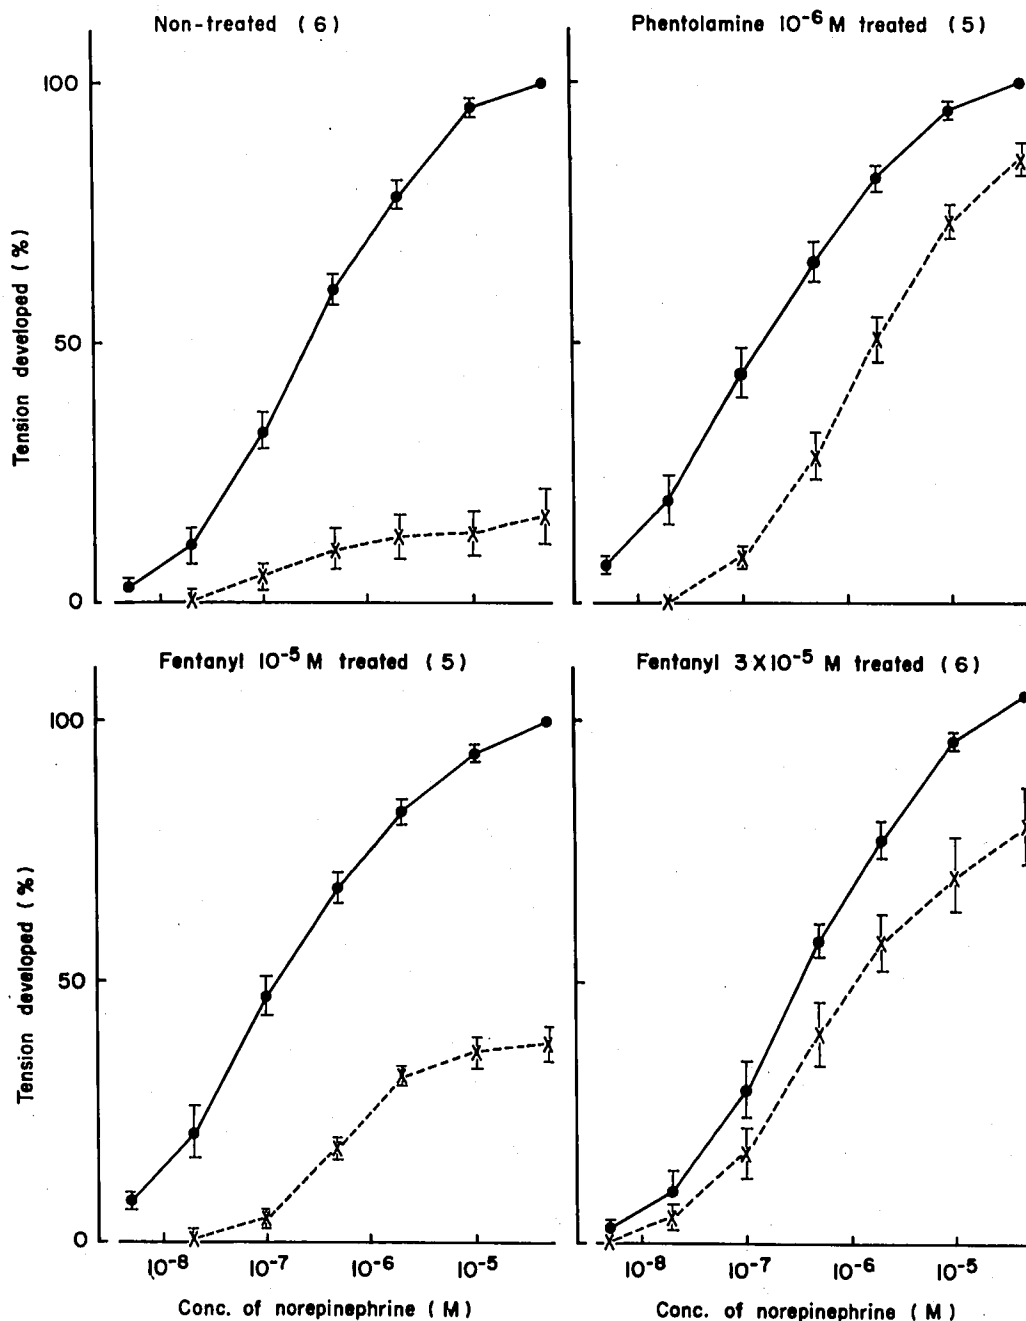 Non-treated (6)
Phentolamine 10⁻⁶ M treated (5)
100
50
0
Tension developed (%)
Fentanyl 10⁻⁵ M treated (5)
Fentanyl 3X10⁻⁵ M treated (6)
100
50
0
Tension developed (%)
10⁻⁸ 10⁻⁷ 10⁻⁶ 10⁻⁵
10⁻⁸ 10⁻⁷ 10⁻⁶ 10⁻⁵
Conc. of norepinephrine (M)
Conc. of norepinephrine (M)